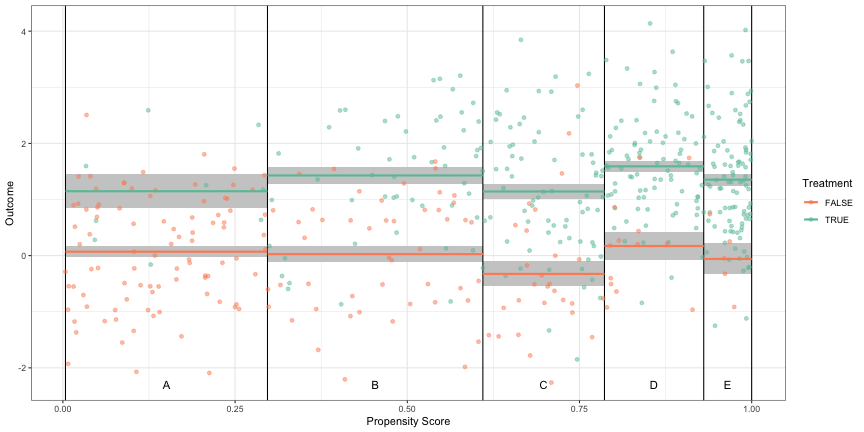 4
2
0
-2
Outcome
A B C D E
0.00 0.25 0.50 0.75 1.00
Propensity Score
Treatment
FALSE
TRUE